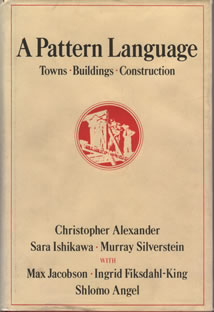 A Pattern Language
Towns · Buildings · Construction
Christopher Alexander
Sara Ishikawa · Murray Silverstein
WITH
Max Jacobson · Ingrid Fiksdahl-King
Shlomo Angel